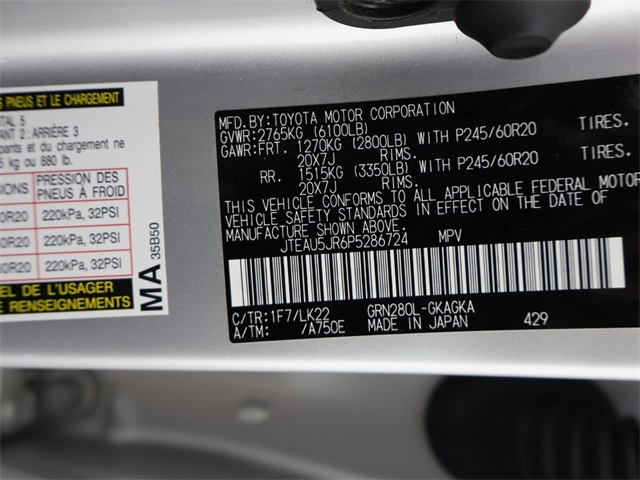 PNEUS ET LE CHARGEMENT
TAL 5
ANT 2 : ARRIÈRE 3
pants et du chargement ne
5 kg ou 660 lb.
SIONS PRESSION DES PNEUS À FROID
0R20 220kPa, 32PSI
0R20 220kPa, 32PSI
60R20 220kPa, 32PSI
EL DE L'USAGER
DE RENSEIGNEMENTS
MA
35B50
MFD.BY:TOYOTA MOTOR CORPORATION
GVWR:2765KG (6100LB)
GAWR:FRT. 1270KG (2800LB) WITH P245/60R20 TIRES.
20X7J RIMS.
RR. 1515KG (3350LB) WITH P245/60R20 TIRES.
20X7J RIMS.
THIS VEHICLE CONFORMS TO ALL APPLICABLE FEDERAL MOTOR
VEHICLE SAFETY STANDARDS IN EFFECT ON THE DATE OF
MANUFACTURE SHOWN ABOVE.
JTEAU5JR6P5286724 MPV
C/TR:1F7/LK22 GRN280L-GKAGKA
A/TM: /A750E MADE IN JAPAN 429